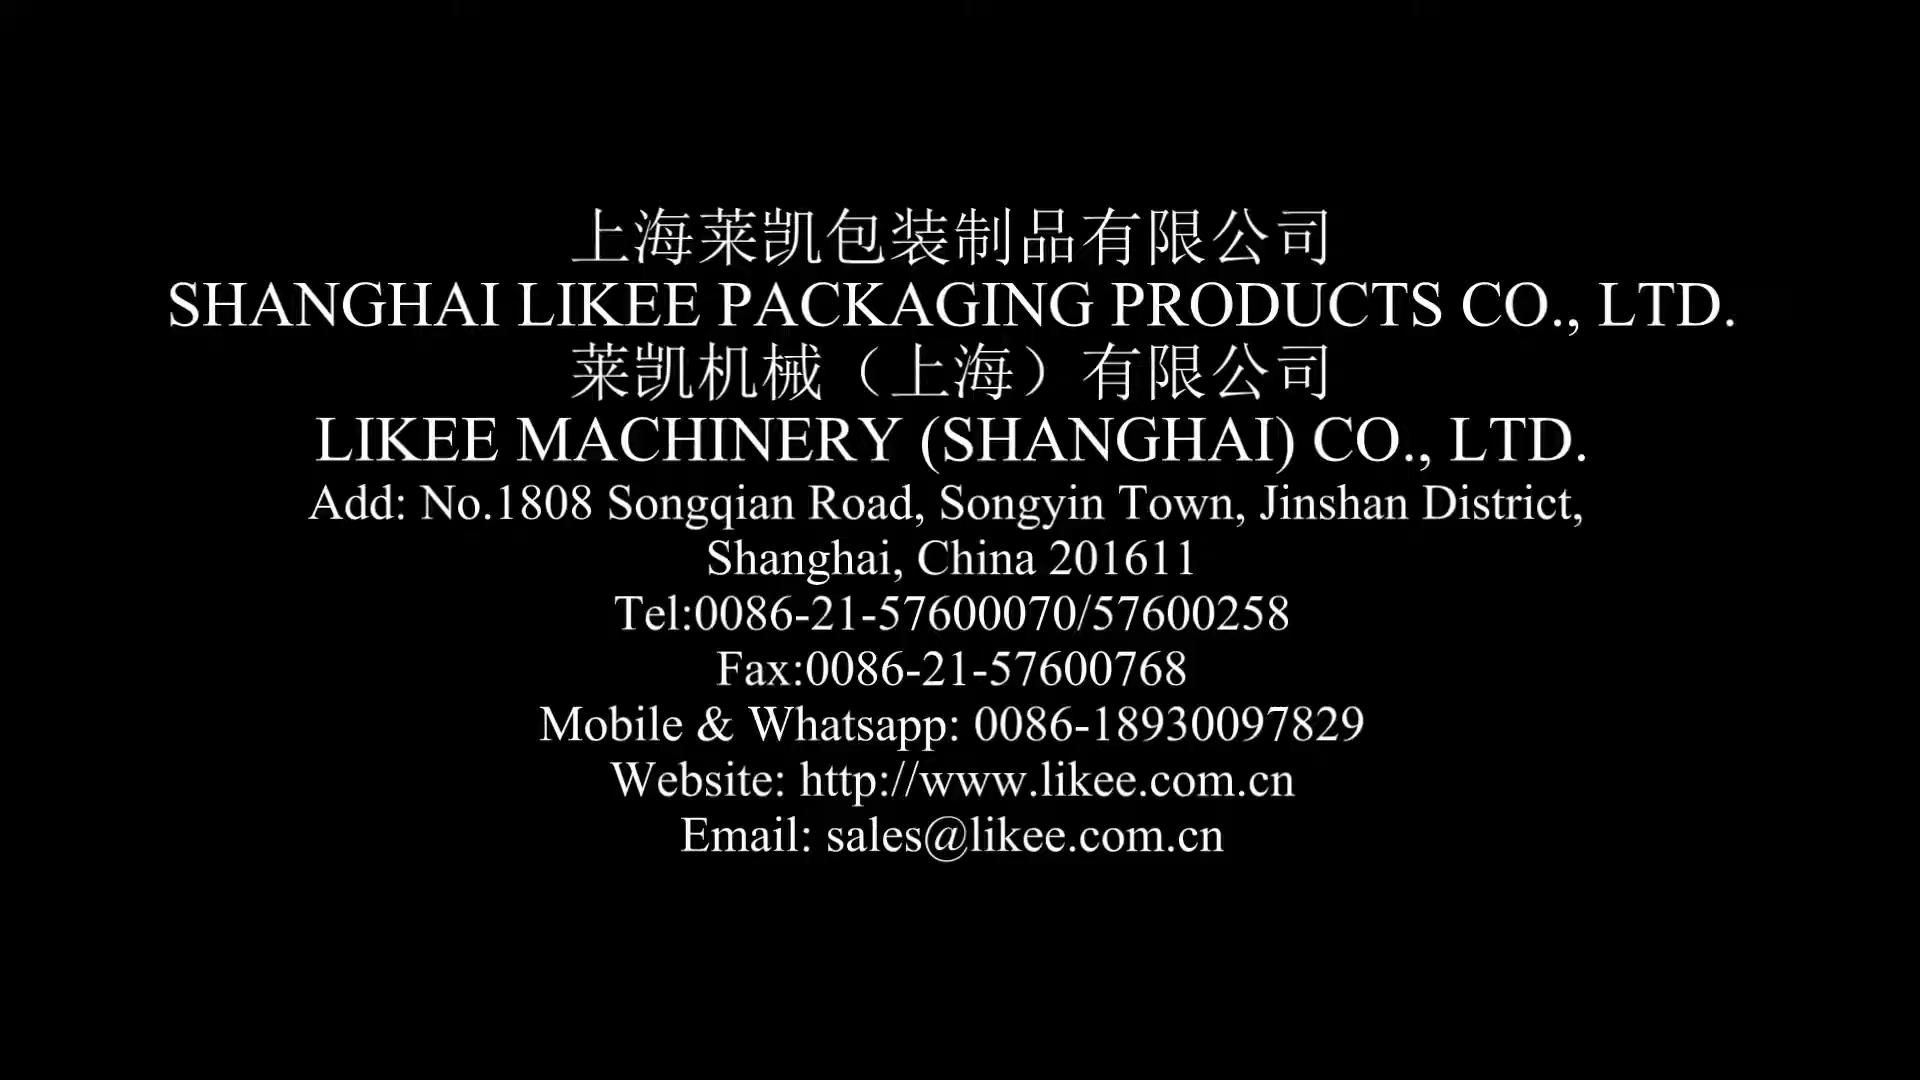 上海莱凯包装制品有限公司
SHANGHAI LIKEE PACKAGING PRODUCTS CO., LTD.
莱凯机械（上海）有限公司
LIKEE MACHINERY (SHANGHAI) CO., LTD.
Add: No.1808 Songqian Road, Songyin Town, Jinshan District,
Shanghai, China 201611
Tel:0086-21-57600070/57600258
Fax:0086-21-57600768
Mobile & Whatsapp: 0086-18930097829
Website: http://www.likee.com.cn
Email: sales@likee.com.cn